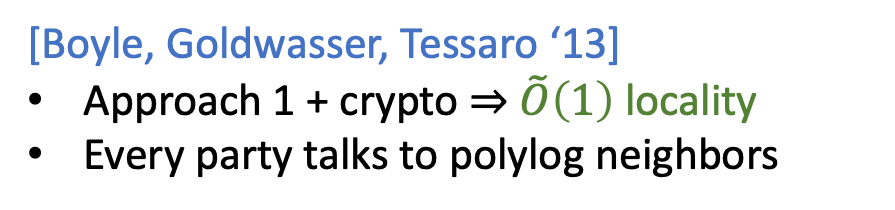 [Boyle, Goldwasser, Tessaro ‘13]
• Approach 1 + crypto ⇒ Õ(1) locality
• Every party talks to polylog neighbors